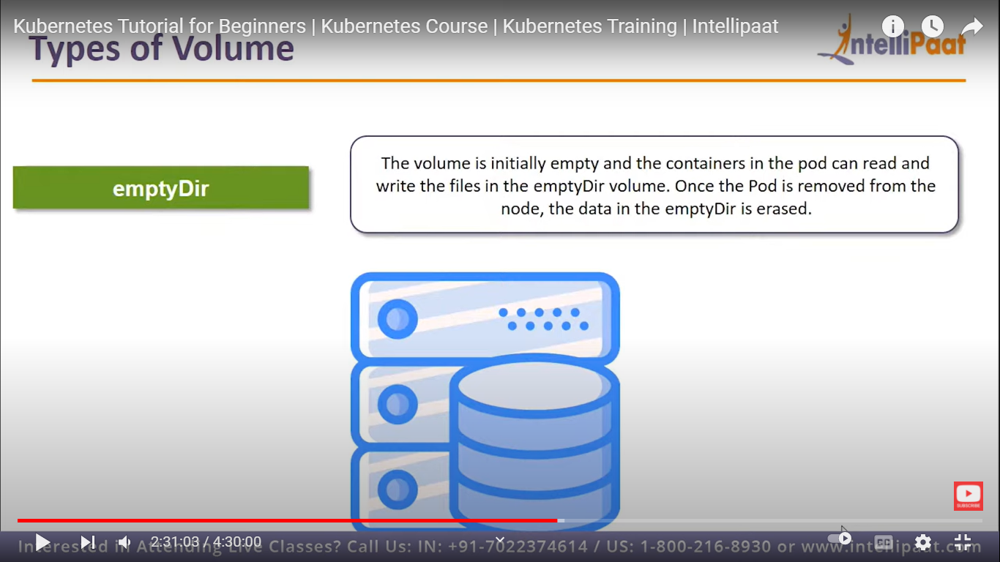 Kubernetes Tutorial for Beginners | Kubernetes Course | Kubernetes Training | Intellipaat
Types of Volume
IntelliPaat
emptyDir
The volume is initially empty and the containers in the pod can read and
write the files in the emptyDir volume. Once the Pod is removed from the
node, the data in the emptyDir is erased.
SUBSCRIBE
2:31:03 / 4:30:00
CC
Interested in Attending Live Classes? Call Us: IN: +91-7022374614 / US: 1-800-216-8930 or www.intellipaat.com